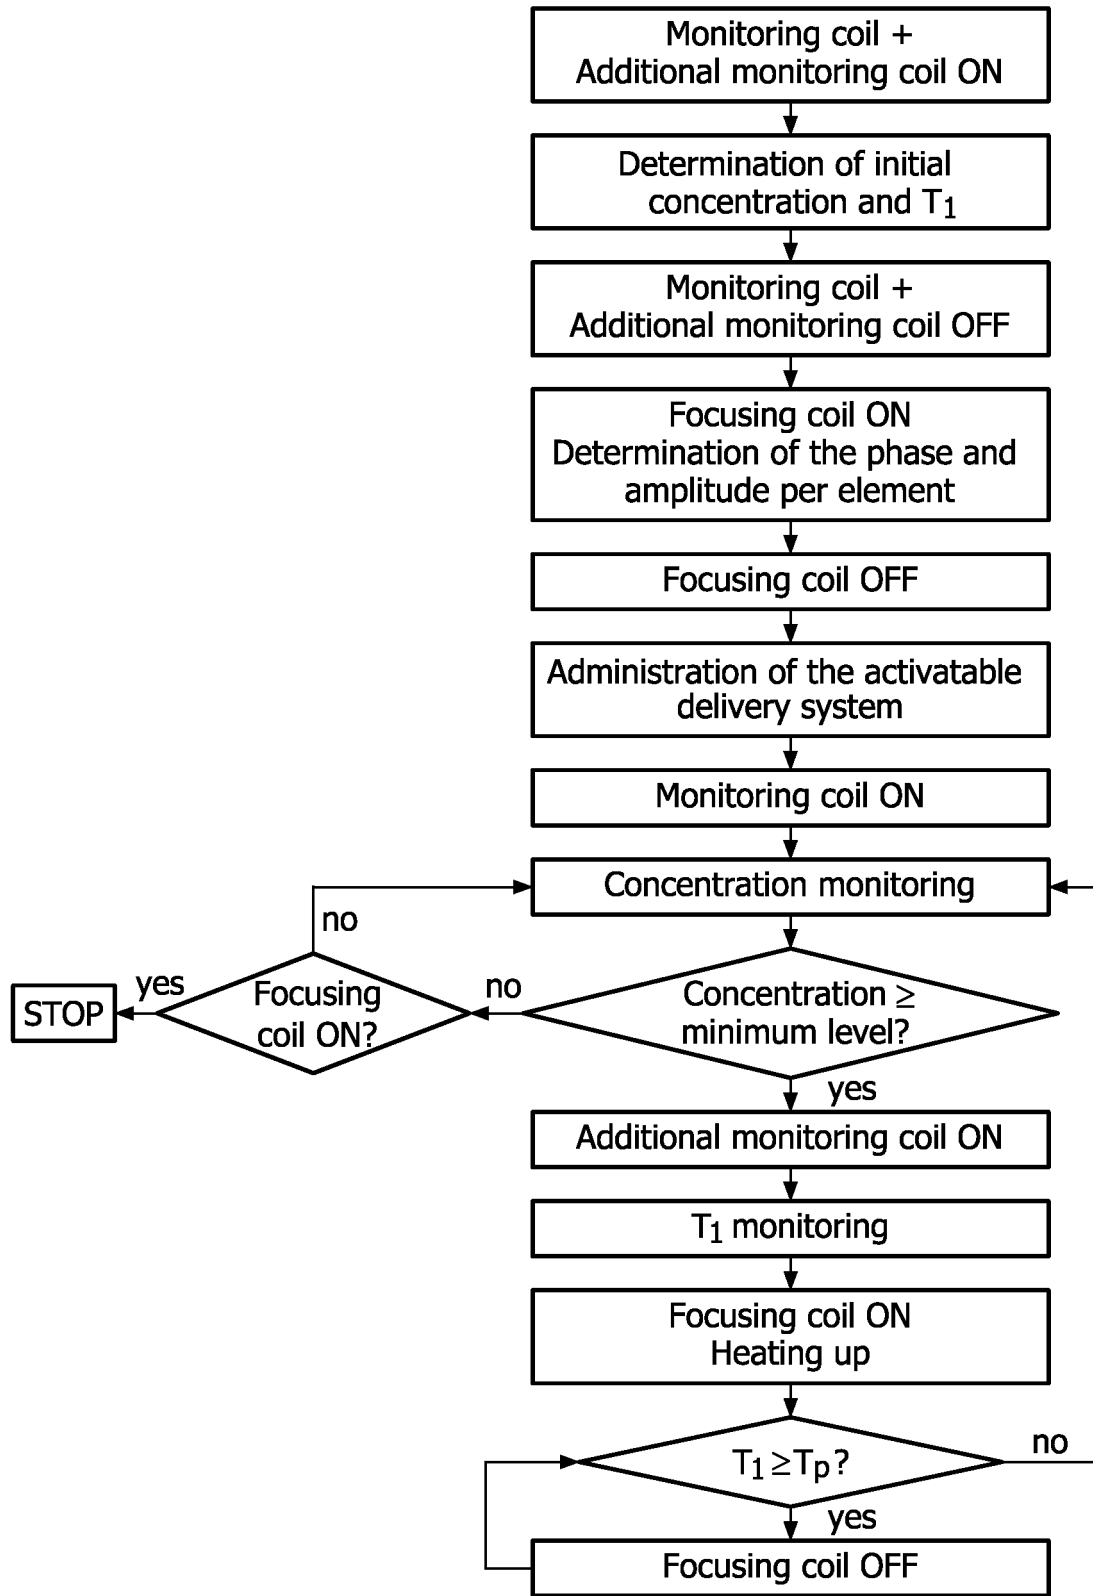 Monitoring coil +
Additional monitoring coil ON
Determination of initial
concentration and T1
Monitoring coil +
Additional monitoring coil OFF
Focusing coil ON
Determination of the phase and
amplitude per element
Focusing coil OFF
Administration of the activatable
delivery system
Monitoring coil ON
Concentration monitoring
no
STOP
yes
Focusing
coil ON?
no
Concentration ≥
minimum level?
yes
Additional monitoring coil ON
T1 monitoring
Focusing coil ON
Heating up
T1≥Tp?
no
yes
Focusing coil OFF